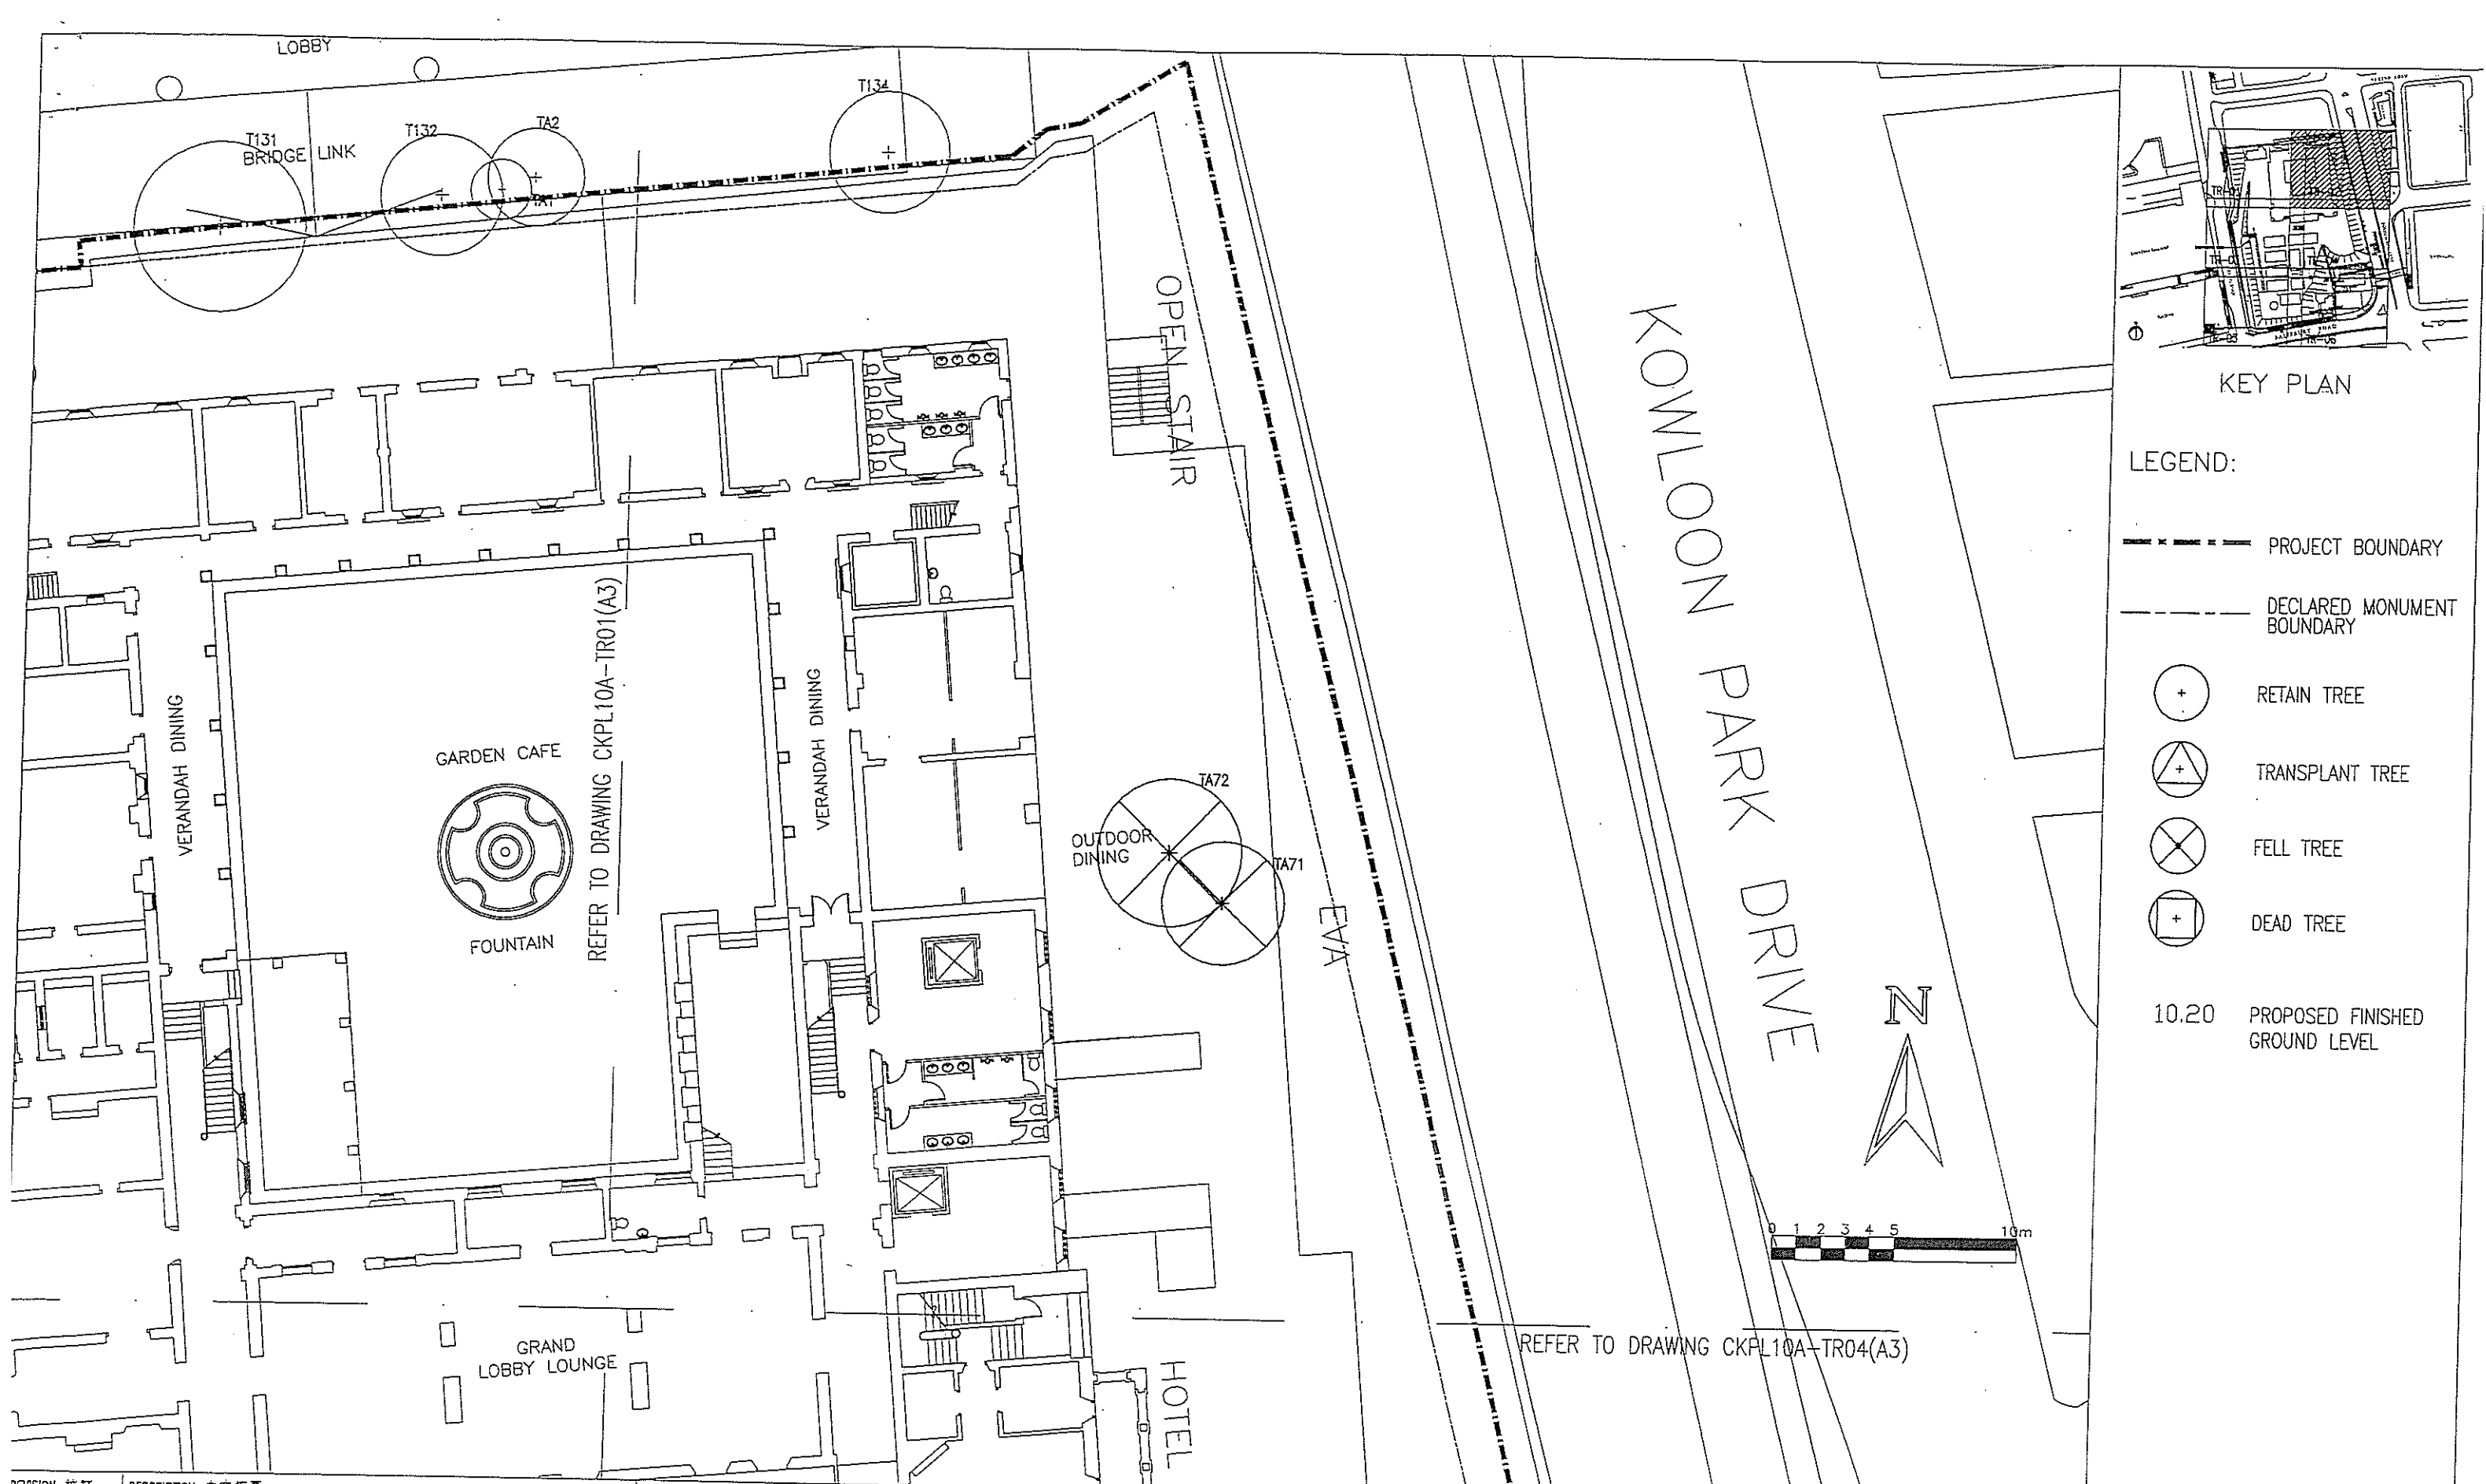 LOBBY
T131
BRIDGE LINK
T132
TA2
TA1
T134
OPEN STAIR
KOWLOON PARK DRIVE
VERANDAH DINING
GARDEN CAFE
FOUNTAIN
REFER TO DRAWING CKPL10A-TR01(A3)
VERANDAH DINING
TA72
OUTDOOR
DINING
TA71
EVA
N
0 1 2 3 4 5 10m
REFER TO DRAWING CKPL10A-TR04(A3)
GRAND
LOBBY LOUNGE
HOTEL
KEY PLAN
LEGEND:
PROJECT BOUNDARY
DECLARED MONUMENT
BOUNDARY
RETAIN TREE
TRANSPLANT TREE
FELL TREE
DEAD TREE
10.20 PROPOSED FINISHED
GROUND LEVEL